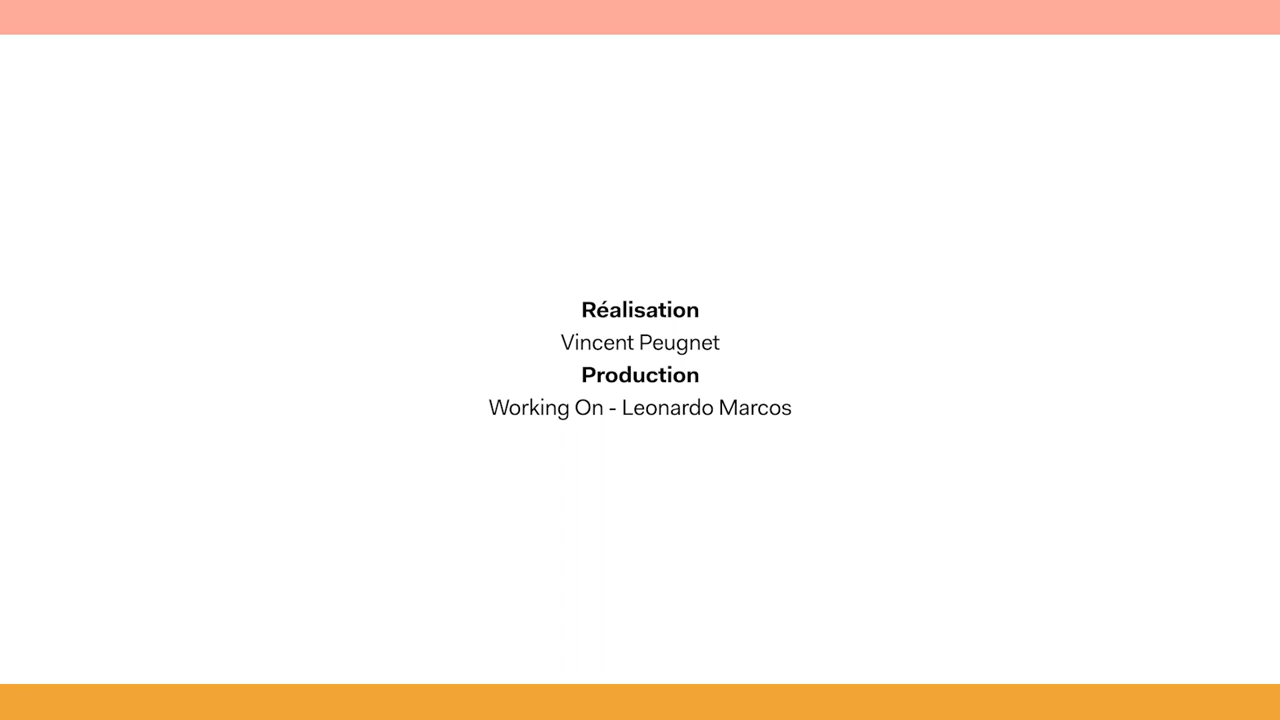 Réalisation
Vincent Peugnet
Production
Working On - Leonardo Marcos